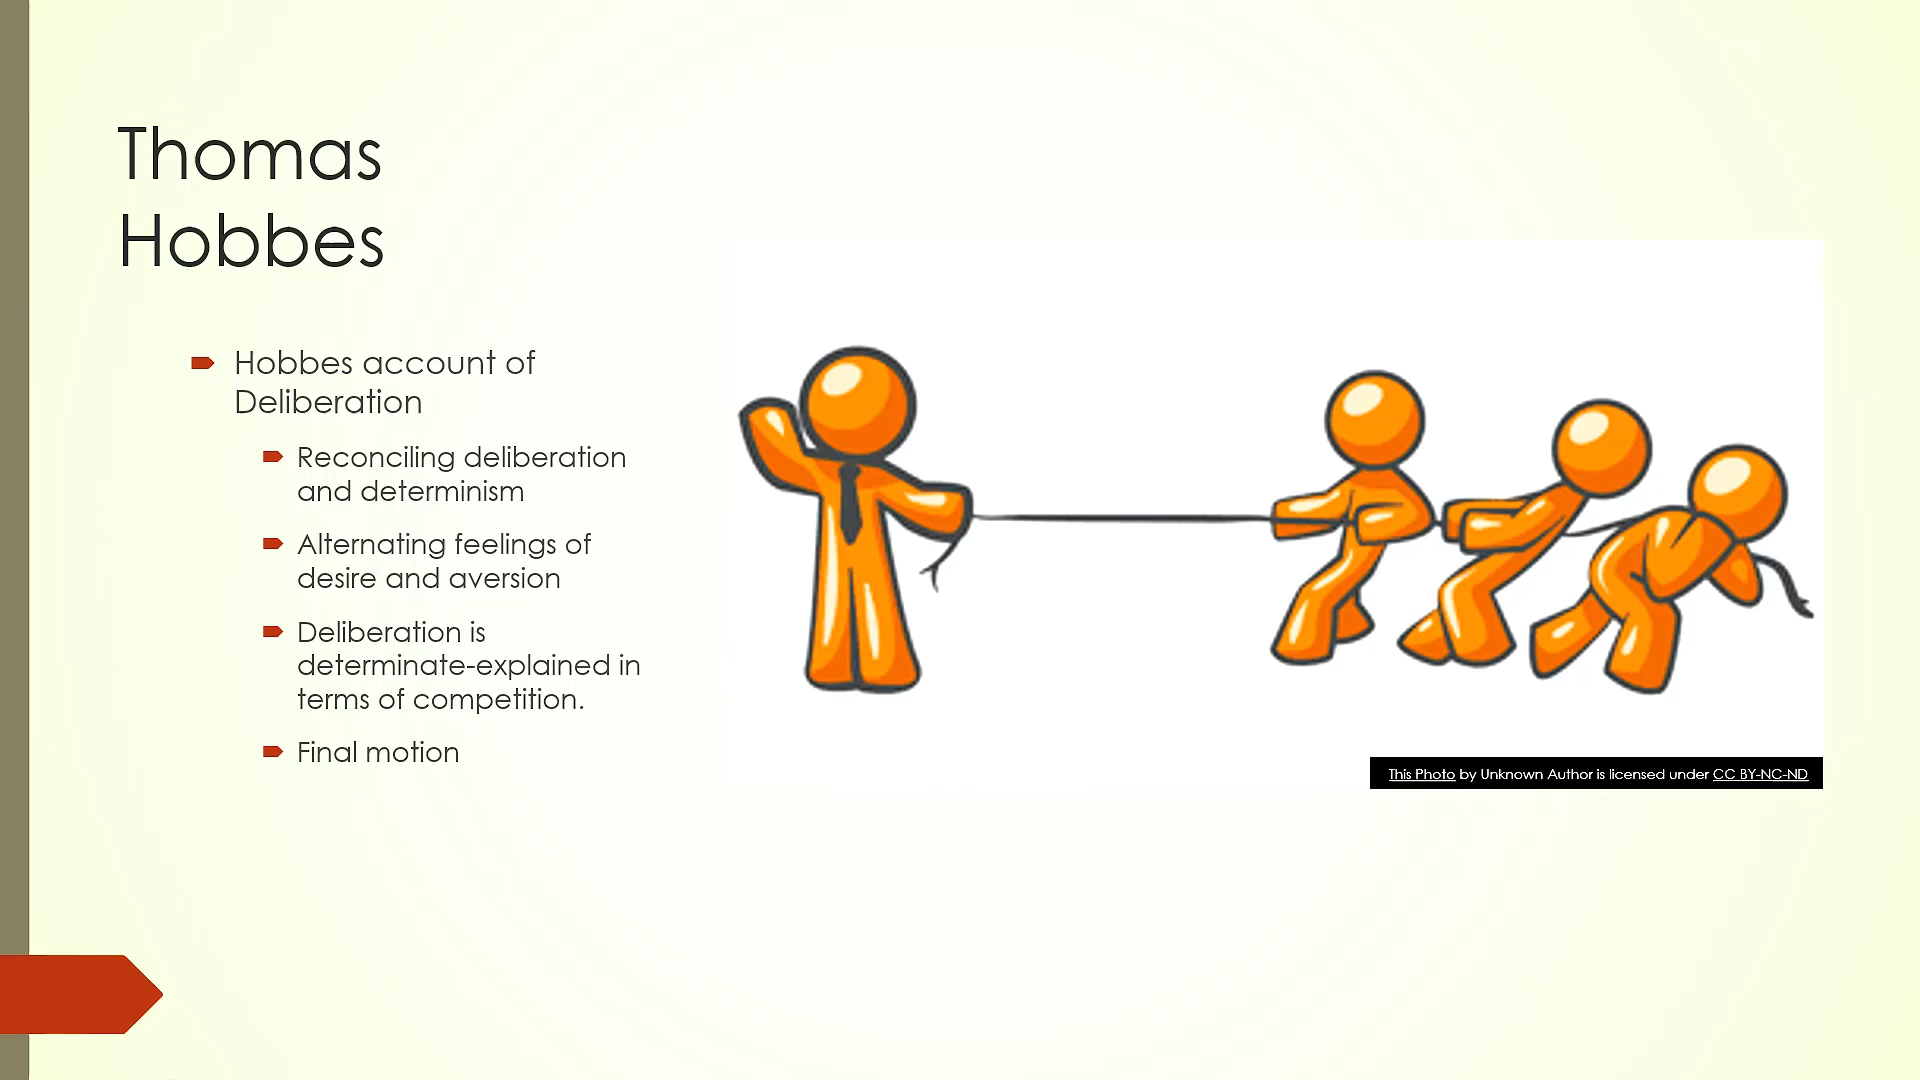 Thomas
Hobbes
Hobbes account of
Deliberation
Reconciling deliberation
and determinism
Alternating feelings of
desire and aversion
Deliberation is
determinate-explained in
terms of competition.
Final motion
This Photo by Unknown Author is licensed under CC BY-NC-ND